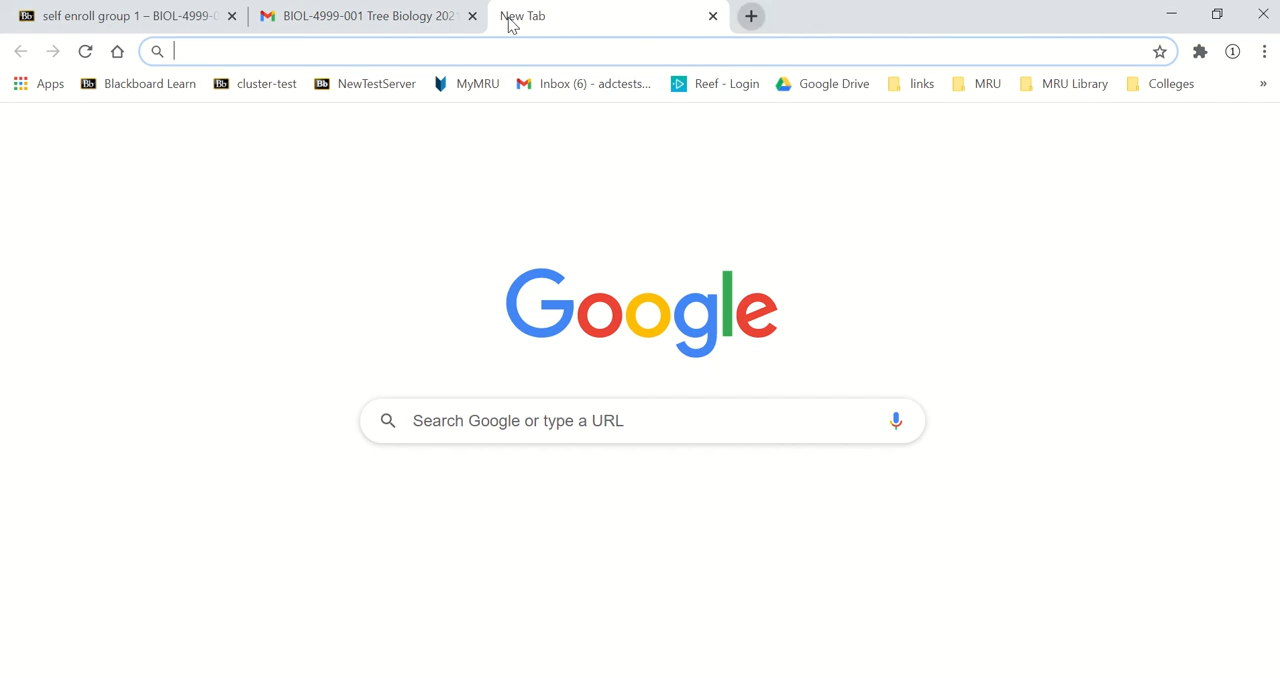 self enroll group 1 – BIOL-4999-0
BIOL-4999-001 Tree Biology 2021
New Tab
Apps
Blackboard Learn
cluster-test
NewTestServer
MyMRU
Inbox (6) - adctests...
Reef - Login
Google Drive
links
MRU
MRU Library
Colleges
»
Google
Search Google or type a URL